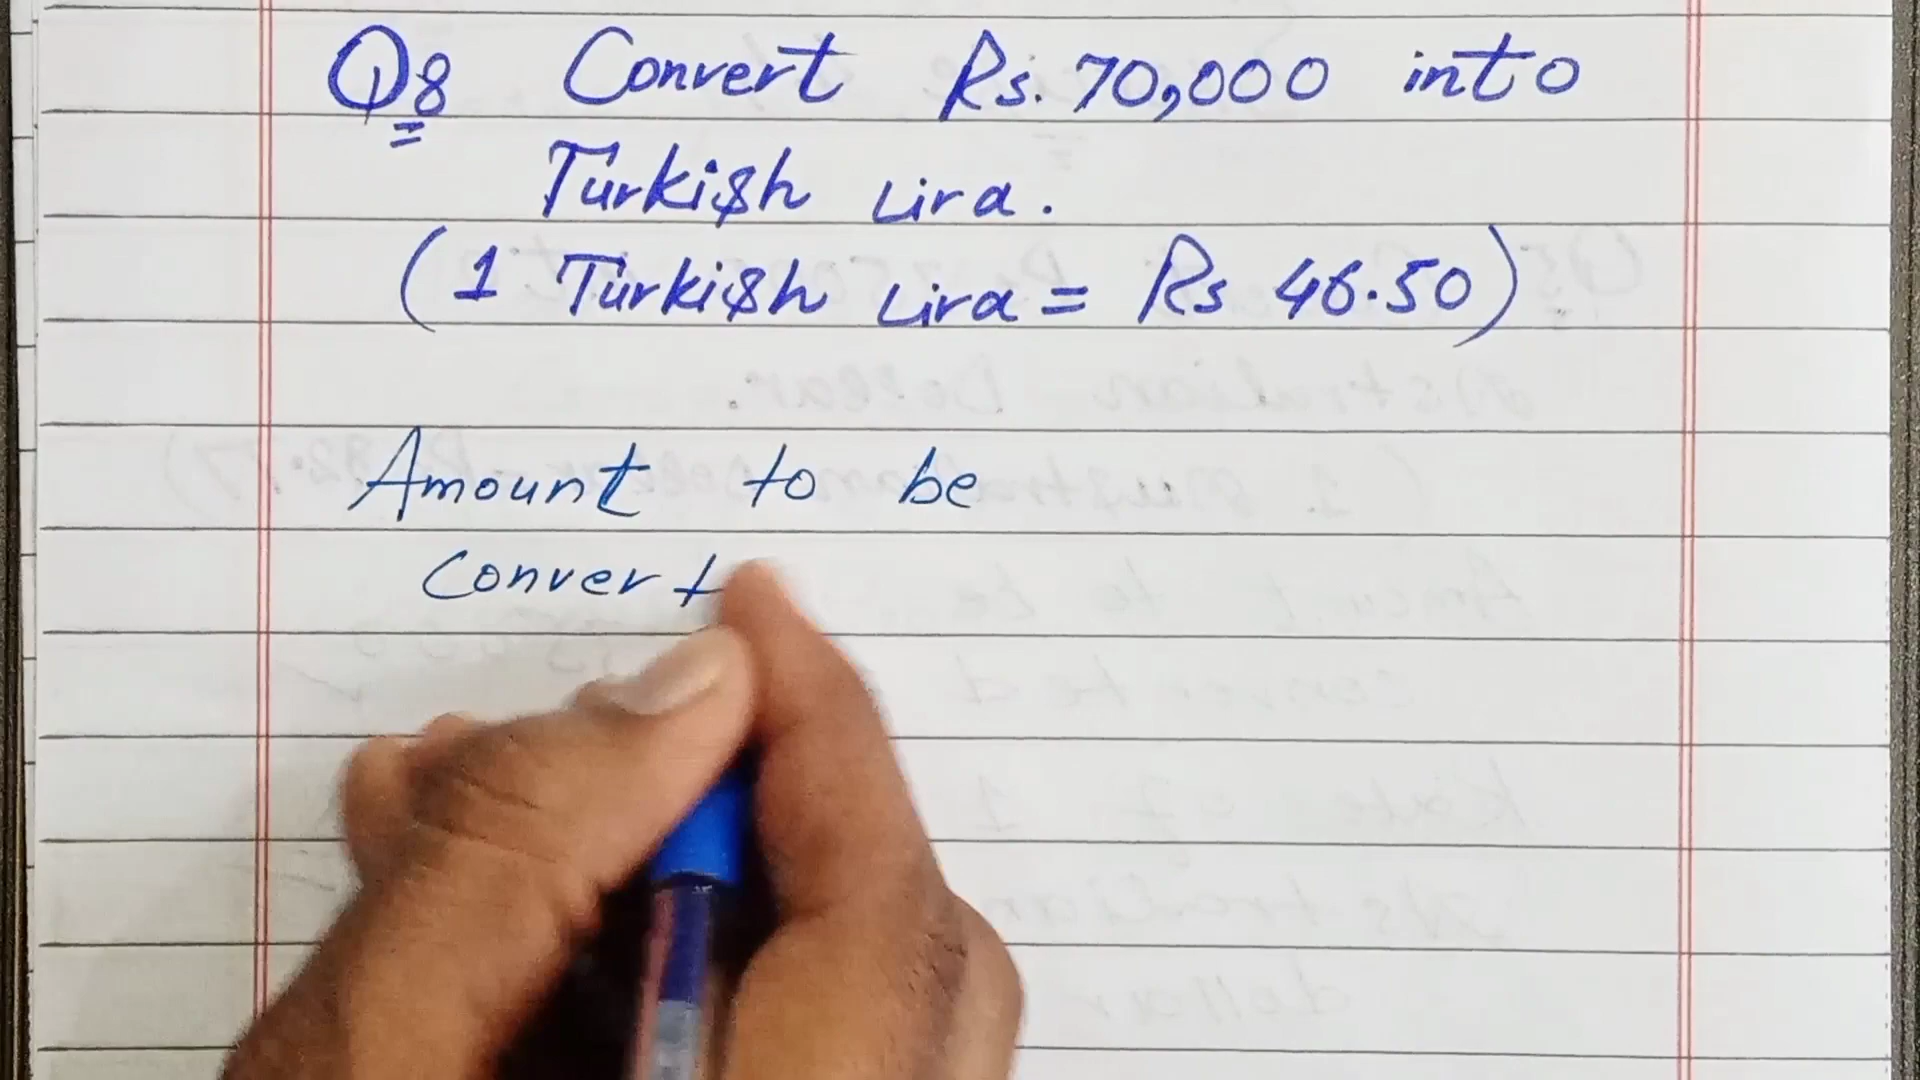 Q8 Convert Rs. 70,000 into
Turkish Lira.
(1 Turkish Lira = Rs 46.50)
Amount to be
convert